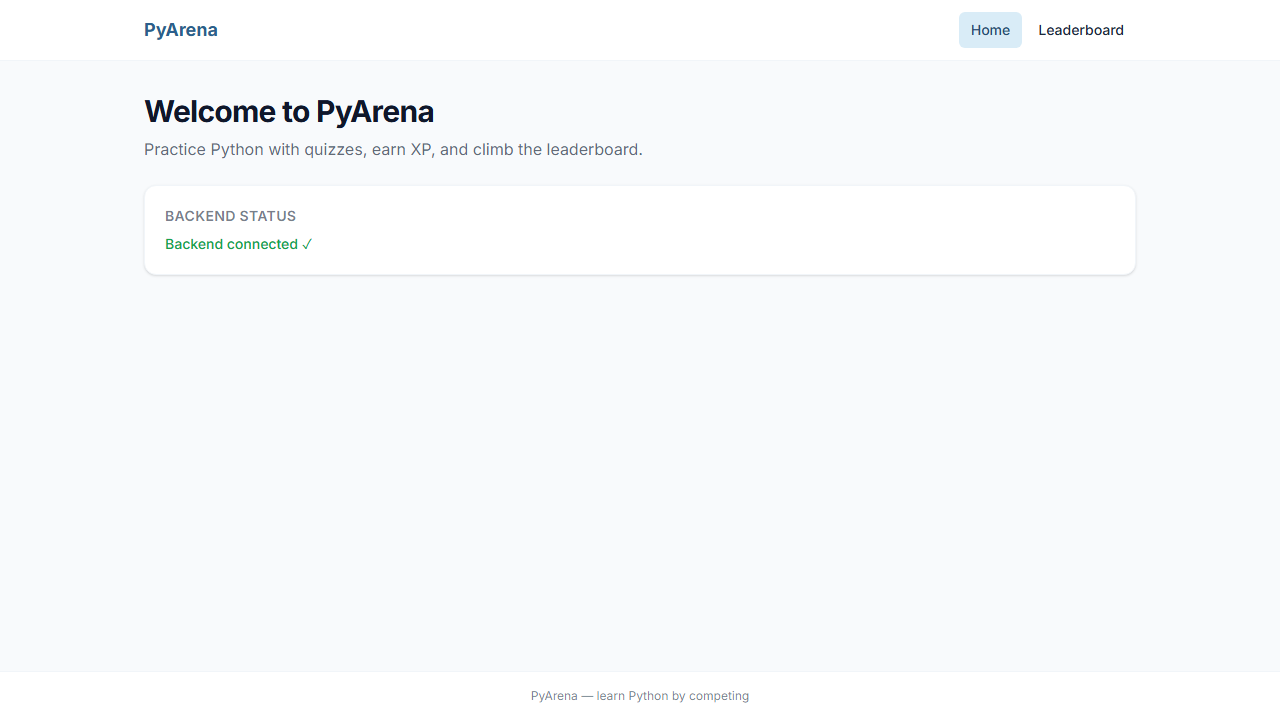 PyArena
Home
Leaderboard
Welcome to PyArena
Practice Python with quizzes, earn XP, and climb the leaderboard.
BACKEND STATUS
Backend connected ✓
PyArena — learn Python by competing